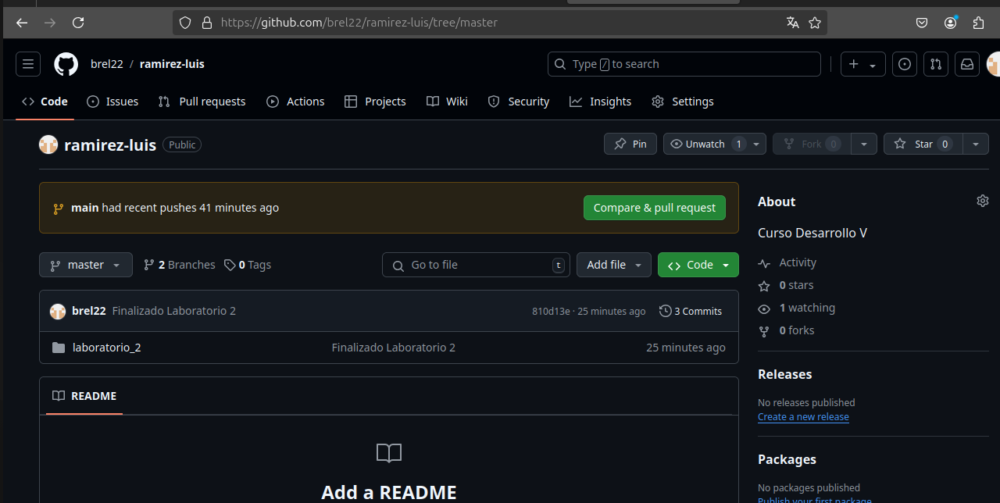 https://github.com/brel22/ramirez-luis/tree/master
brel22 / ramirez-luis
Type / to search
Code Issues Pull requests Actions Projects Wiki Security Insights Settings
ramirez-luis Public
Pin Unwatch 1 Fork 0 Star 0
main had recent pushes 41 minutes ago
Compare & pull request
master 2 Branches 0 Tags
Go to file t
Add file
Code
brel22 Finalizado Laboratorio 2
810d13e · 25 minutes ago 3 Commits
laboratorio_2 Finalizado Laboratorio 2 25 minutes ago
README
Add a README
About
Curso Desarrollo V
Activity
0 stars
1 watching
0 forks
Releases
No releases published
Create a new release
Packages
No packages published
Publish your first package